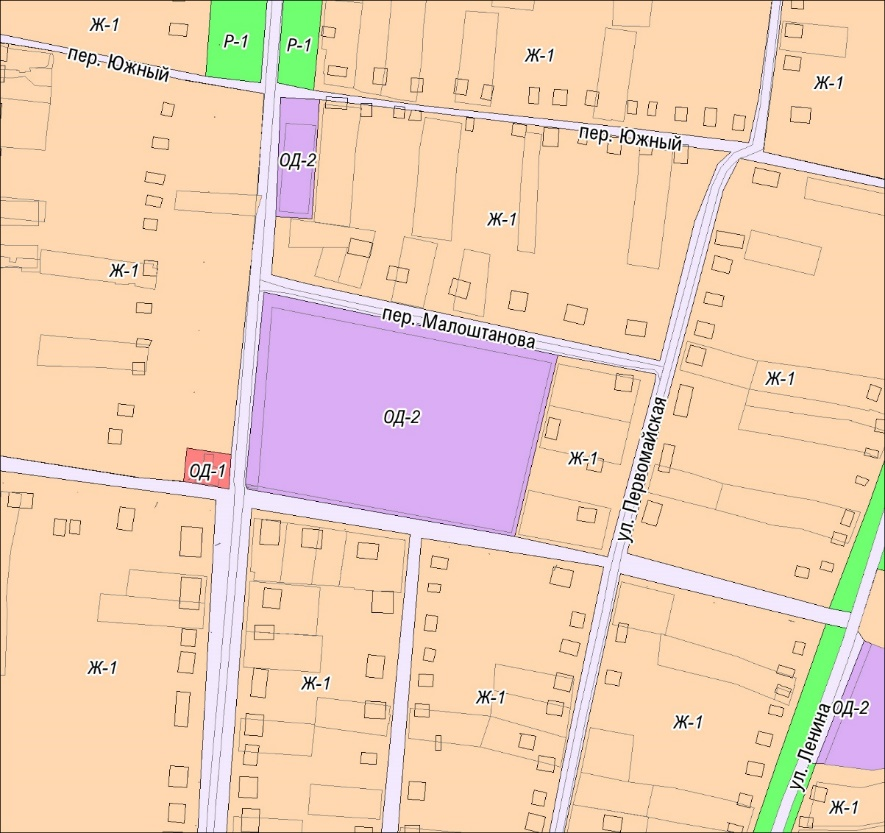 Ж-1
Р-1
Р-1
Ж-1
пер. Южный
Ж-1
пер. Южный
ОД-2
Ж-1
Ж-1
пер. Малоштанова
Ж-1
ОД-2
Ж-1
ОД-1
ул. Первомайская
Ж-1
Ж-1
Ж-1
Ж-1
ОД-2
ул. Ленина
Ж-1